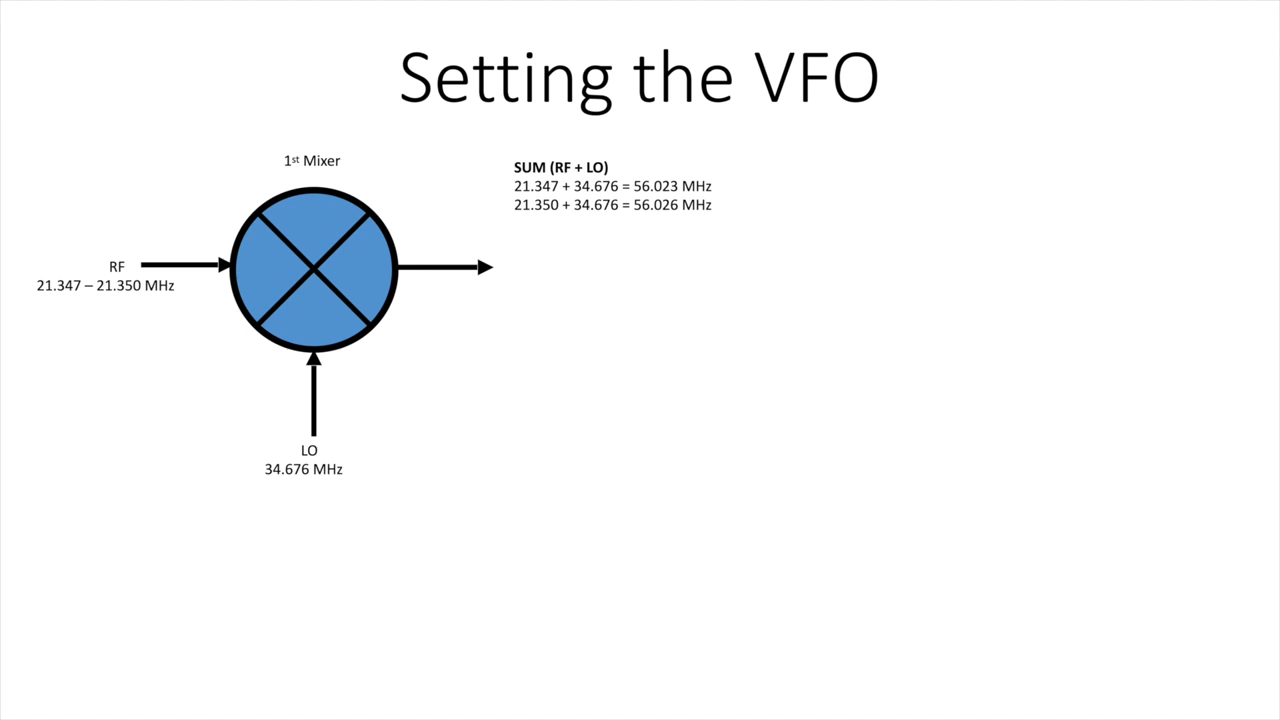 Setting the VFO
1st Mixer
SUM (RF + LO)
21.347 + 34.676 = 56.023 MHz
21.350 + 34.676 = 56.026 MHz
RF
21.347 – 21.350 MHz
LO
34.676 MHz